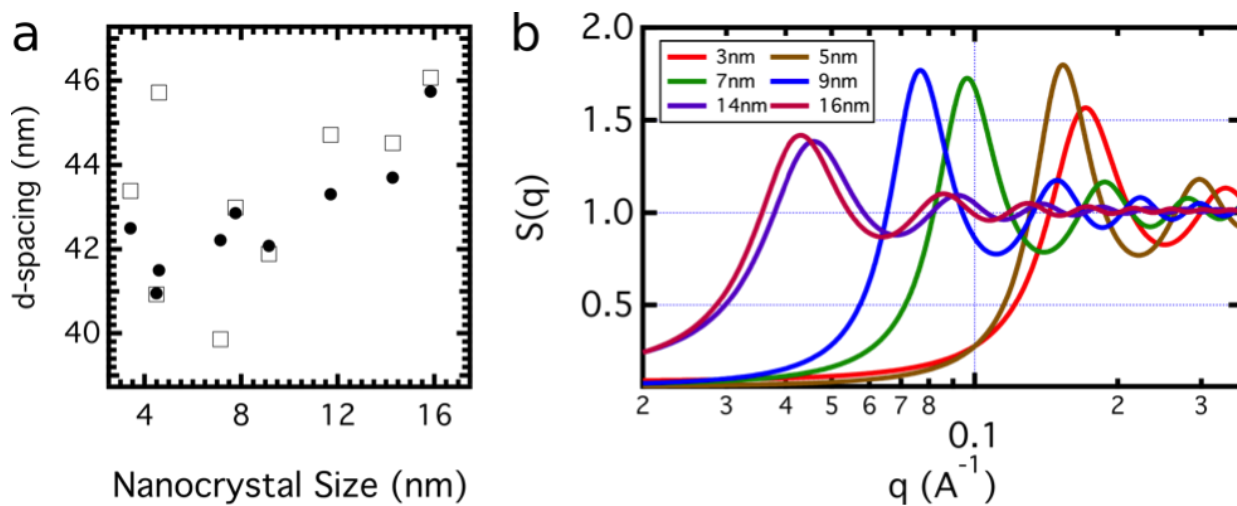 a
d-spacing (nm)
46
44
42
40
4 8 12 16
Nanocrystal Size (nm)
b
S(q)
2.0
1.5
1.0
0.5
3nm 5nm
7nm 9nm
14nm 16nm
2 3 4 5 6 7 8 2 3
0.1
q (A⁻¹)